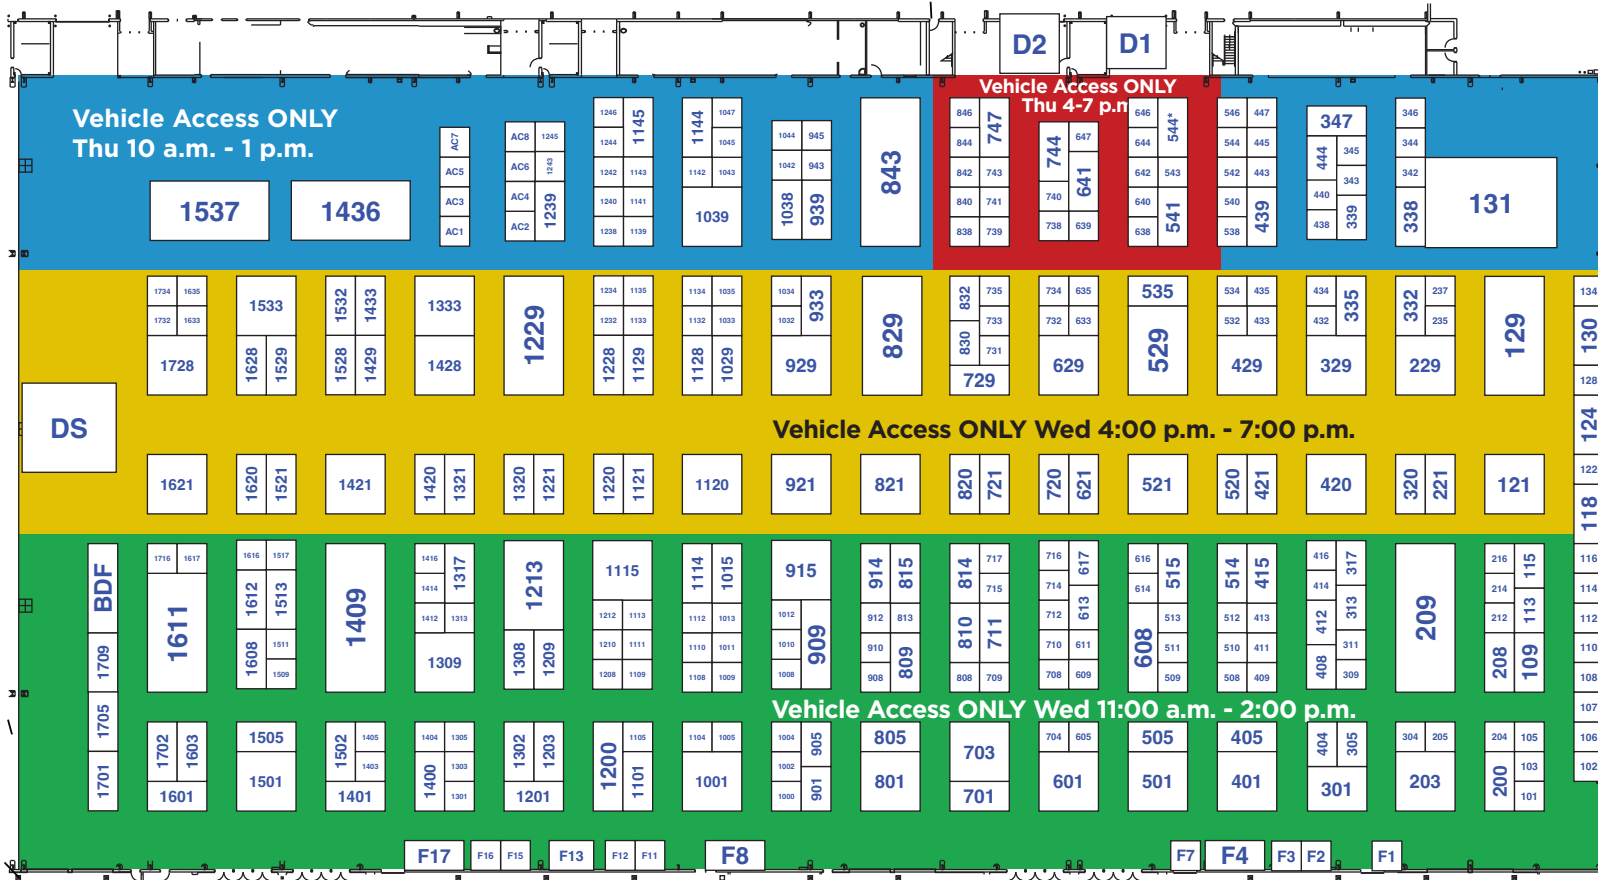 D2 D1
Vehicle Access ONLY
Thu 10 a.m. - 1 p.m.
Vehicle Access ONLY
Thu 4-7 p.m
1246 1145 1144 1047 846 747 646 544* 546 447 347 346
AC7 AC8 1245 1244 1045 1044 945 843 844 744 647 644 544 445 444 345 344
AC5 AC6 1243 1242 1143 1142 1043 1042 943 842 743 641 642 543 542 443 343 342
1537 1436 AC3 AC4 1239 1240 1141 1039 1038 939 840 741 740 640 541 540 439 440 339 338 131
AC1 AC2 1238 1139 838 739 738 639 638 538 438
1734 1635 1533 1532 1433 1333 1229 1234 1135 1134 1035 1034 933 829 832 735 734 635 535 534 435 434 335 332 237 129 134
1732 1633 1232 1133 1132 1033 1032 733 732 633 529 532 433 432 235 130
1728 1628 1529 1528 1429 1428 1228 1129 1128 1029 929 830 731 629 429 329 229
729 128
DS
Vehicle Access ONLY Wed 4:00 p.m. - 7:00 p.m.
124
1621 1620 1521 1421 1420 1321 1320 1221 1220 1121 1120 921 821 820 721 720 621 521 520 421 420 320 221 121 122
118
BDF 1716 1617 1616 1517 1409 1416 1317 1213 1115 1114 1015 915 914 815 814 717 716 617 616 515 514 415 416 317 209 216 115 116
1611 1612 1513 1414 715 714 614 414 214 114
1412 1313 1212 1113 1112 1013 1012 909 912 813 810 711 712 613 608 513 512 413 412 313 212 113 112
1709 1608 1511 1309 1308 1209 1210 1111 1110 1011 1010 910 809 710 611 511 510 411 408 311 208 109 110
1509 1208 1109 1108 1009 1008 908 808 709 708 609 509 508 409 309 108
Vehicle Access ONLY Wed 11:00 a.m. - 2:00 p.m.
1705 107
1702 1603 1505 1502 1405 1404 1305 1302 1203 1200 1105 1104 1005 1004 905 805 703 704 605 505 405 404 305 304 205 204 105 106
1701 1501 1403 1400 1303 1101 1001 1002 901 801 601 501 401 301 203 200 103 102
1601 1401 1301 1201 1000 701 101
F17 F16 F15 F13 F12 F11 F8 F7 F4 F3 F2 F1